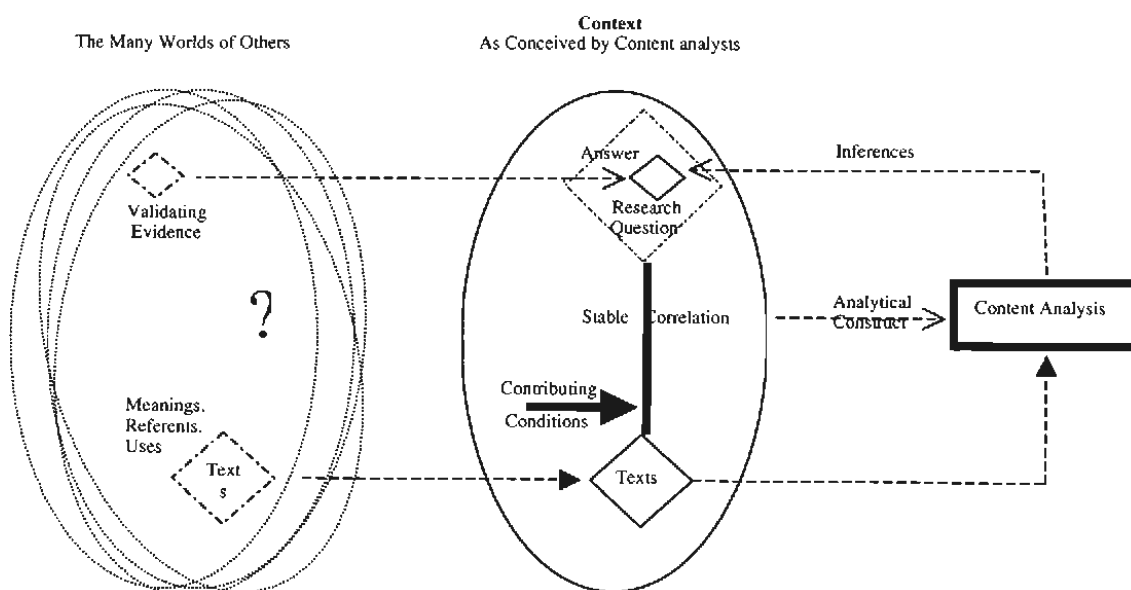 The Many Worlds of Others
Context
As Conceived by Content analysts
Answer
Inferences
Validating
Evidence
Research
Question
?
Stable Correlation
Analytical
Construct
Content Analysis
Contributing
Conditions
Meanings.
Referents.
Uses
Text
s
Texts